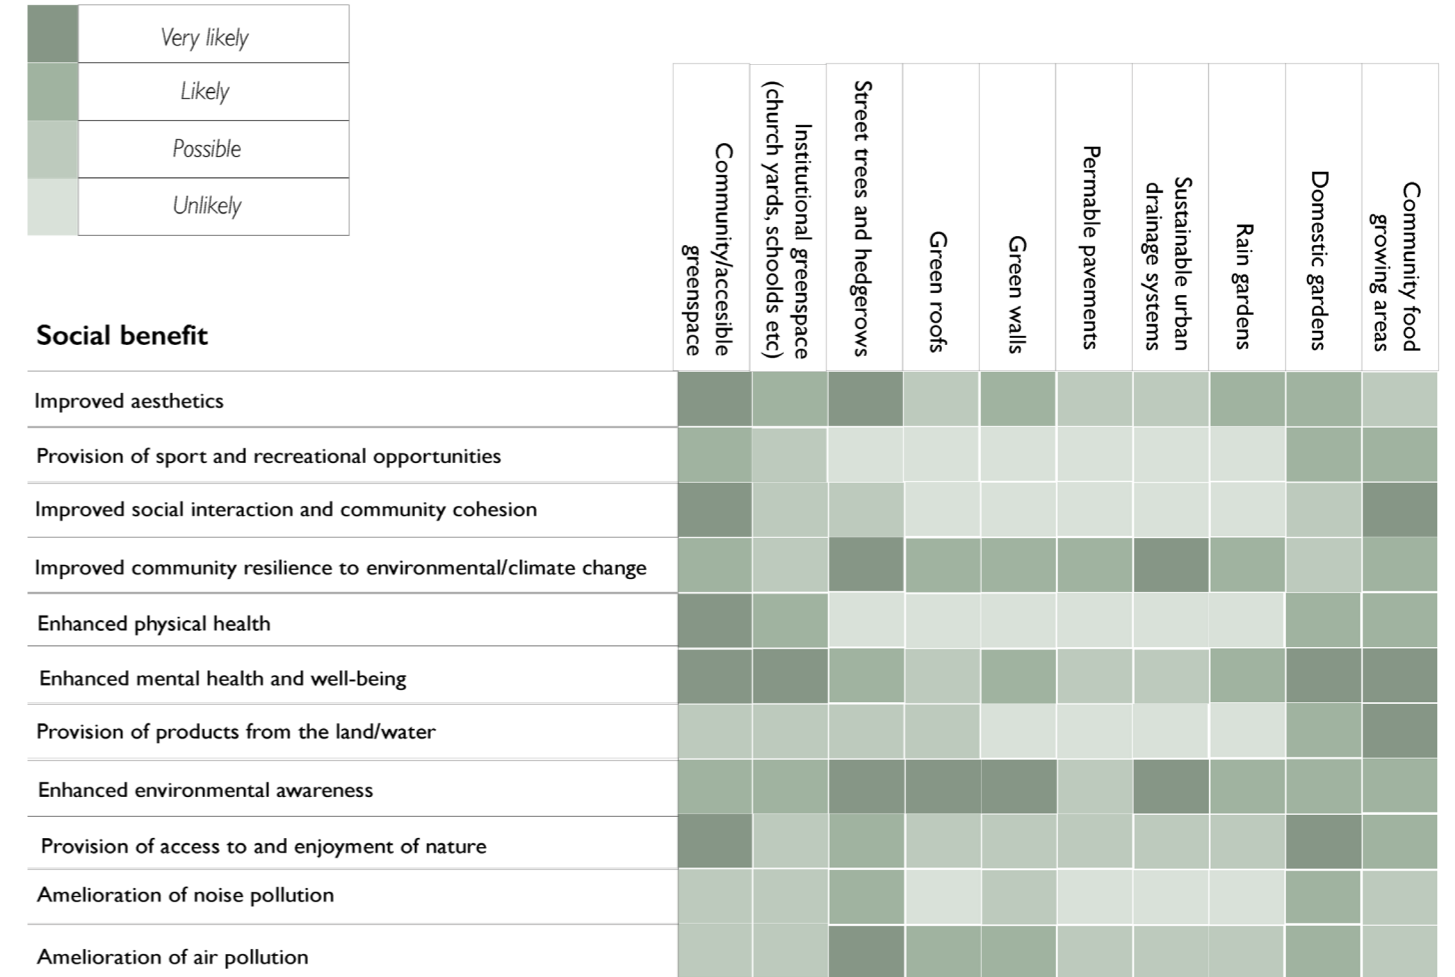 Very likely
Likely
Possible
Unlikely
Community/accesible
greenspace
Institutional greenspace
(church yards, schoolds etc)
Street trees and hedgerows
Green roofs
Green walls
Permable pavements
Sustainable urban
drainage systems
Rain gardens
Domestic gardens
Community food
growing areas
Social benefit
Improved aesthetics
Provision of sport and recreational opportunities
Improved social interaction and community cohesion
Improved community resilience to environmental/climate change
Enhanced physical health
Enhanced mental health and well-being
Provision of products from the land/water
Enhanced environmental awareness
Provision of access to and enjoyment of nature
Amelioration of noise pollution
Amelioration of air pollution